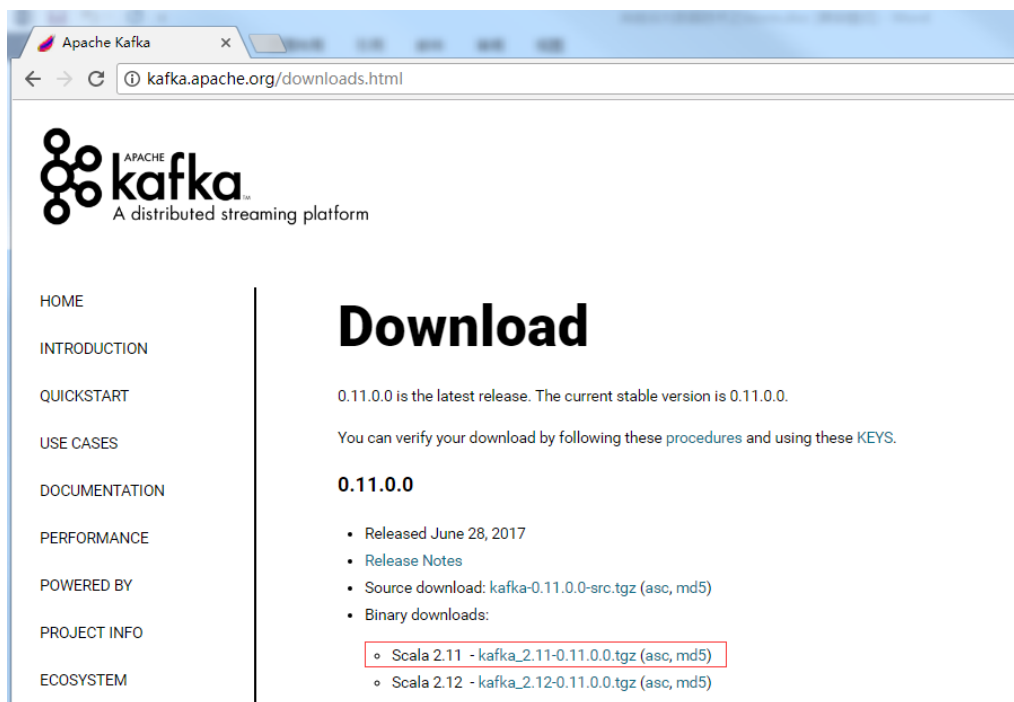 Apache Kafka
kafka.apache.org/downloads.html
APACHE
kafka™
A distributed streaming platform
HOME
INTRODUCTION
QUICKSTART
USE CASES
DOCUMENTATION
PERFORMANCE
POWERED BY
PROJECT INFO
ECOSYSTEM
Download
0.11.0.0 is the latest release. The current stable version is 0.11.0.0.
You can verify your download by following these procedures and using these KEYS.
0.11.0.0
• Released June 28, 2017
• Release Notes
• Source download: kafka-0.11.0.0-src.tgz (asc, md5)
• Binary downloads:
◦ Scala 2.11 - kafka_2.11-0.11.0.0.tgz (asc, md5)
◦ Scala 2.12 - kafka_2.12-0.11.0.0.tgz (asc, md5)